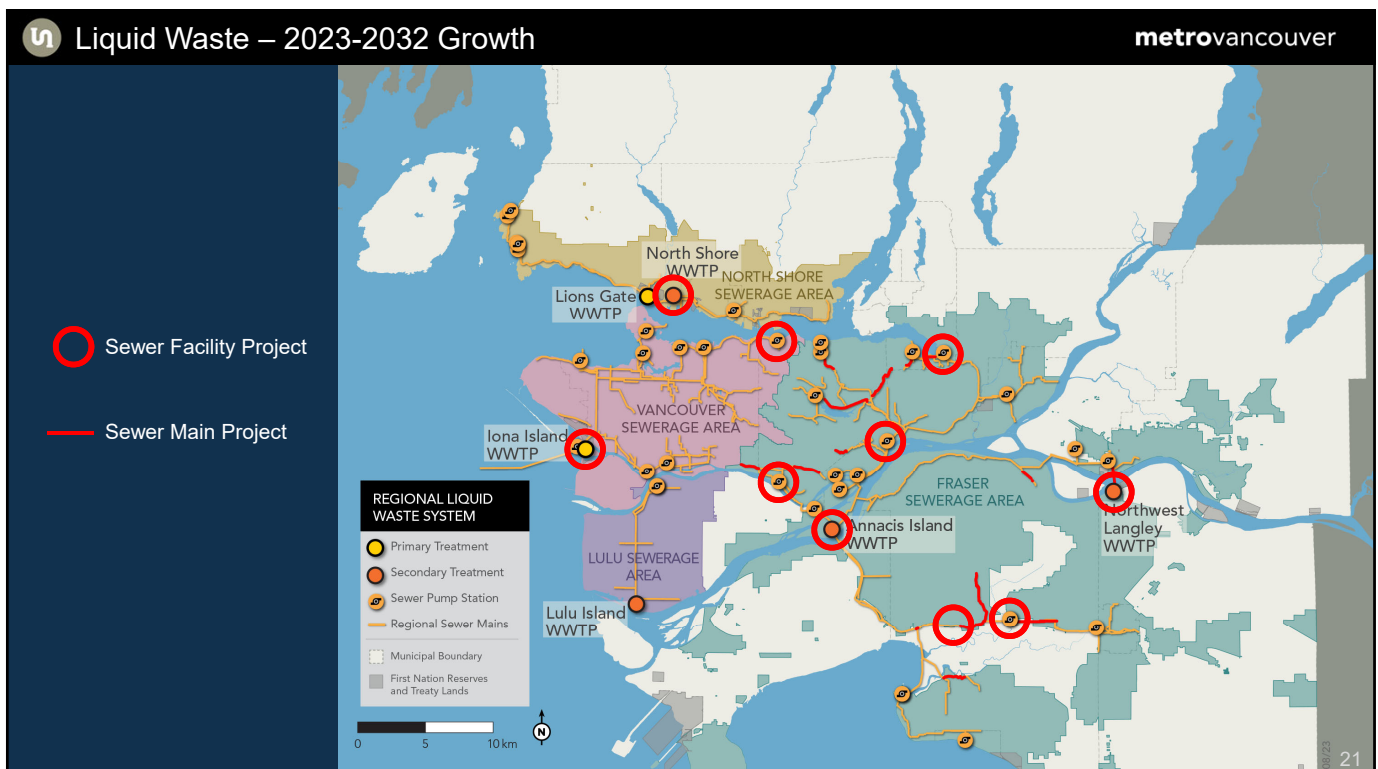 Liquid Waste – 2023-2032 Growth
metrovancouver
Sewer Facility Project
Sewer Main Project
North Shore
WWTP
NORTH SHORE
SEWERAGE AREA
Lions Gate
WWTP
VANCOUVER
SEWERAGE AREA
Iona Island
WWTP
FRASER
SEWERAGE AREA
Northwest
Langley
WWTP
Annacis Island
WWTP
LULU SEWERAGE
AREA
Lulu Island
WWTP
REGIONAL LIQUID
WASTE SYSTEM
Primary Treatment
Secondary Treatment
Sewer Pump Station
Regional Sewer Mains
Municipal Boundary
First Nation Reserves
and Treaty Lands
0 5 10 km
N
08/23
21